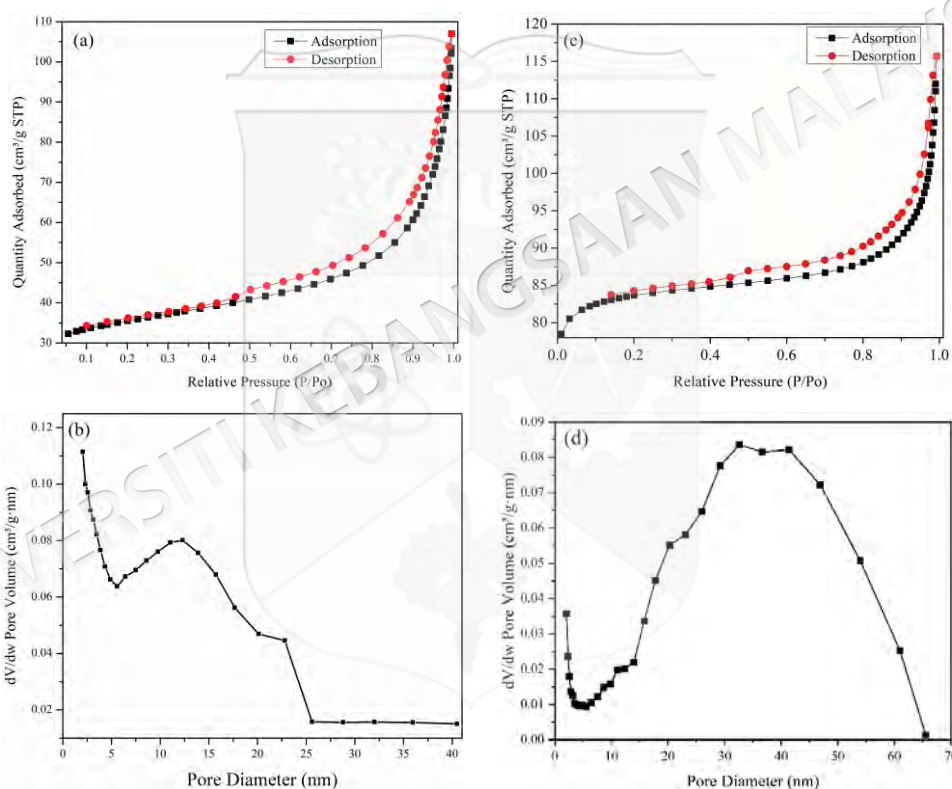 (a)
Adsorption
Desorption
Quantity Adsorbed (cm³/g STP)
110
100
90
80
70
60
50
40
30
0.1 0.2 0.3 0.4 0.5 0.6 0.7 0.8 0.9 1.0
Relative Pressure (P/Po)
(c)
Adsorption
Desorption
Quantity Adsorbed (cm³/g STP)
120
115
110
105
100
95
90
85
80
0.0 0.2 0.4 0.6 0.8 1.0
Relative Pressure (P/Po)
(b)
dV/dw Pore Volume (cm³/g·nm)
0.12
0.10
0.08
0.06
0.04
0.02
0 5 10 15 20 25 30 35 40
Pore Diameter (nm)
(d)
dV/dw Pore Volume (cm³/g·nm)
0.09
0.08
0.07
0.06
0.05
0.04
0.03
0.02
0.01
0.00
0 10 20 30 40 50 60 70
Pore Diameter (nm)
VERSITI KEBANGSAAN MALAYS